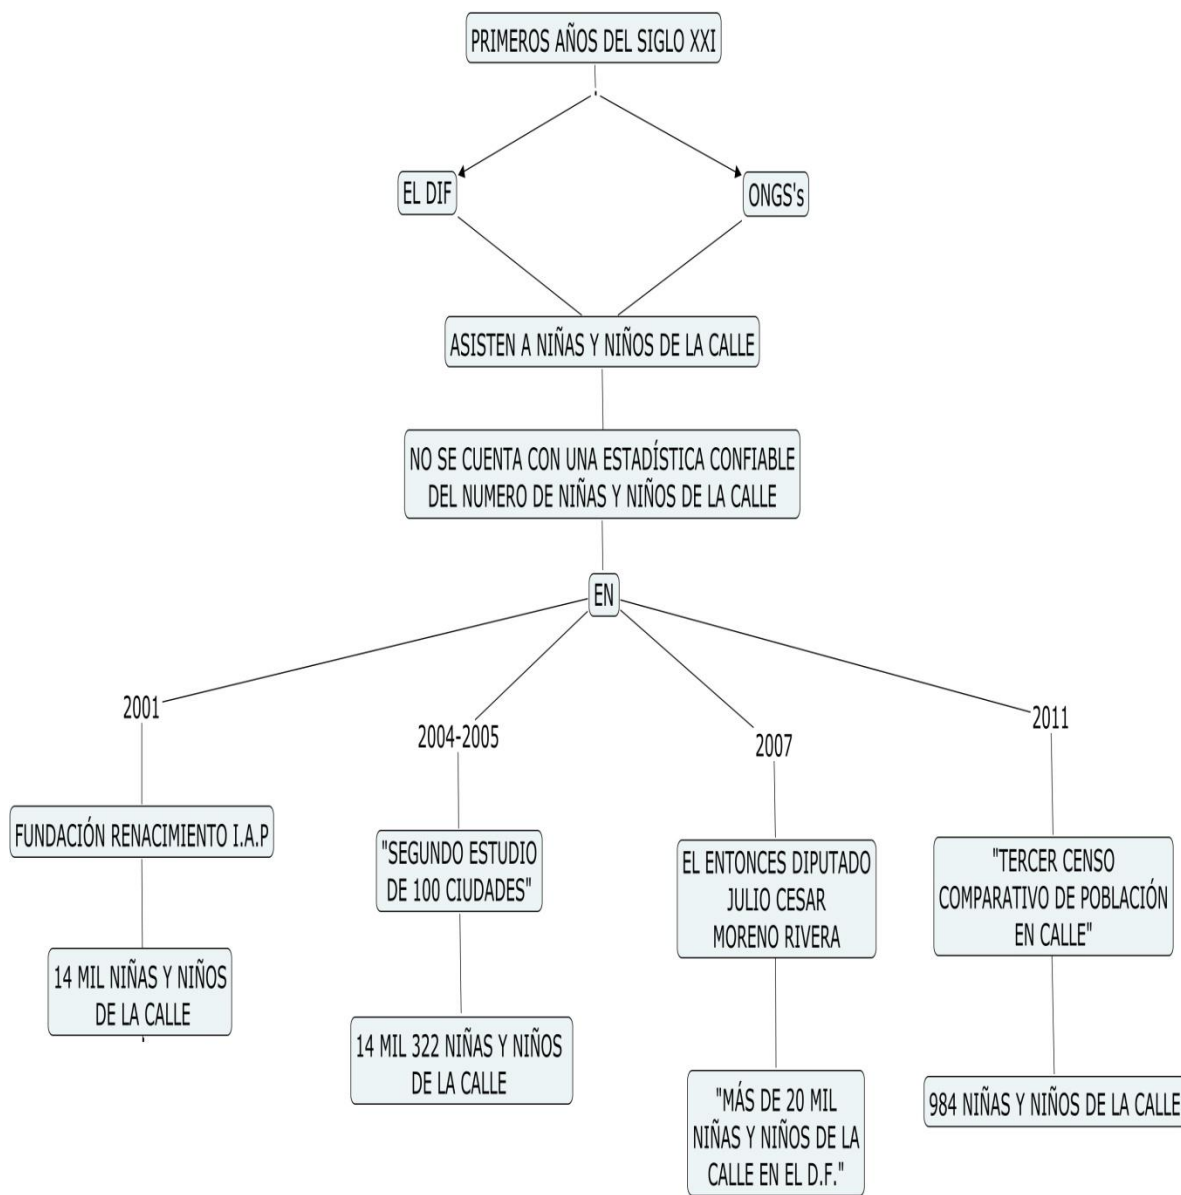 PRIMEROS AÑOS DEL SIGLO XXI
EL DIF
ONGS's
ASISTEN A NIÑAS Y NIÑOS DE LA CALLE
NO SE CUENTA CON UNA ESTADÍSTICA CONFIABLE
DEL NUMERO DE NIÑAS Y NIÑOS DE LA CALLE
EN
2001
FUNDACIÓN RENACIMIENTO I.A.P
14 MIL NIÑAS Y NIÑOS
DE LA CALLE
2004-2005
"SEGUNDO ESTUDIO
DE 100 CIUDADES"
14 MIL 322 NIÑAS Y NIÑOS
DE LA CALLE
2007
EL ENTONCES DIPUTADO
JULIO CESAR
MORENO RIVERA
"MÁS DE 20 MIL
NIÑAS Y NIÑOS DE LA
CALLE EN EL D.F."
2011
"TERCER CENSO
COMPARATIVO DE POBLACIÓN
EN CALLE"
984 NIÑAS Y NIÑOS DE LA CALLE